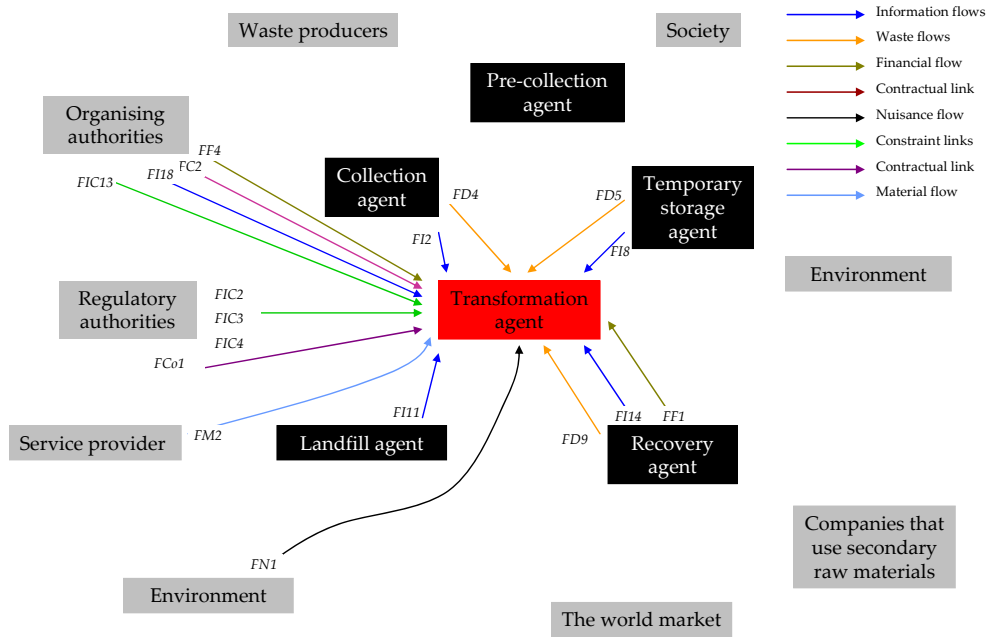 Waste producers
Society
Information flows
Waste flows
Financial flow
Contractual link
Nuisance flow
Constraint links
Contractual link
Material flow
Pre-collection
agent
Organising
authorities
FF4
FC2
FI18
FIC13
Collection
agent
FD4
FI2
FD5
Temporary
storage
agent
FI8
Environment
Transformation
agent
Regulatory
authorities
FIC2
FIC3
FIC4
FCo1
Service provider
FM2
FI11
Landfill agent
FD9
FI14
FF1
Recovery
agent
FN1
Environment
Companies that
use secondary
raw materials
The world market